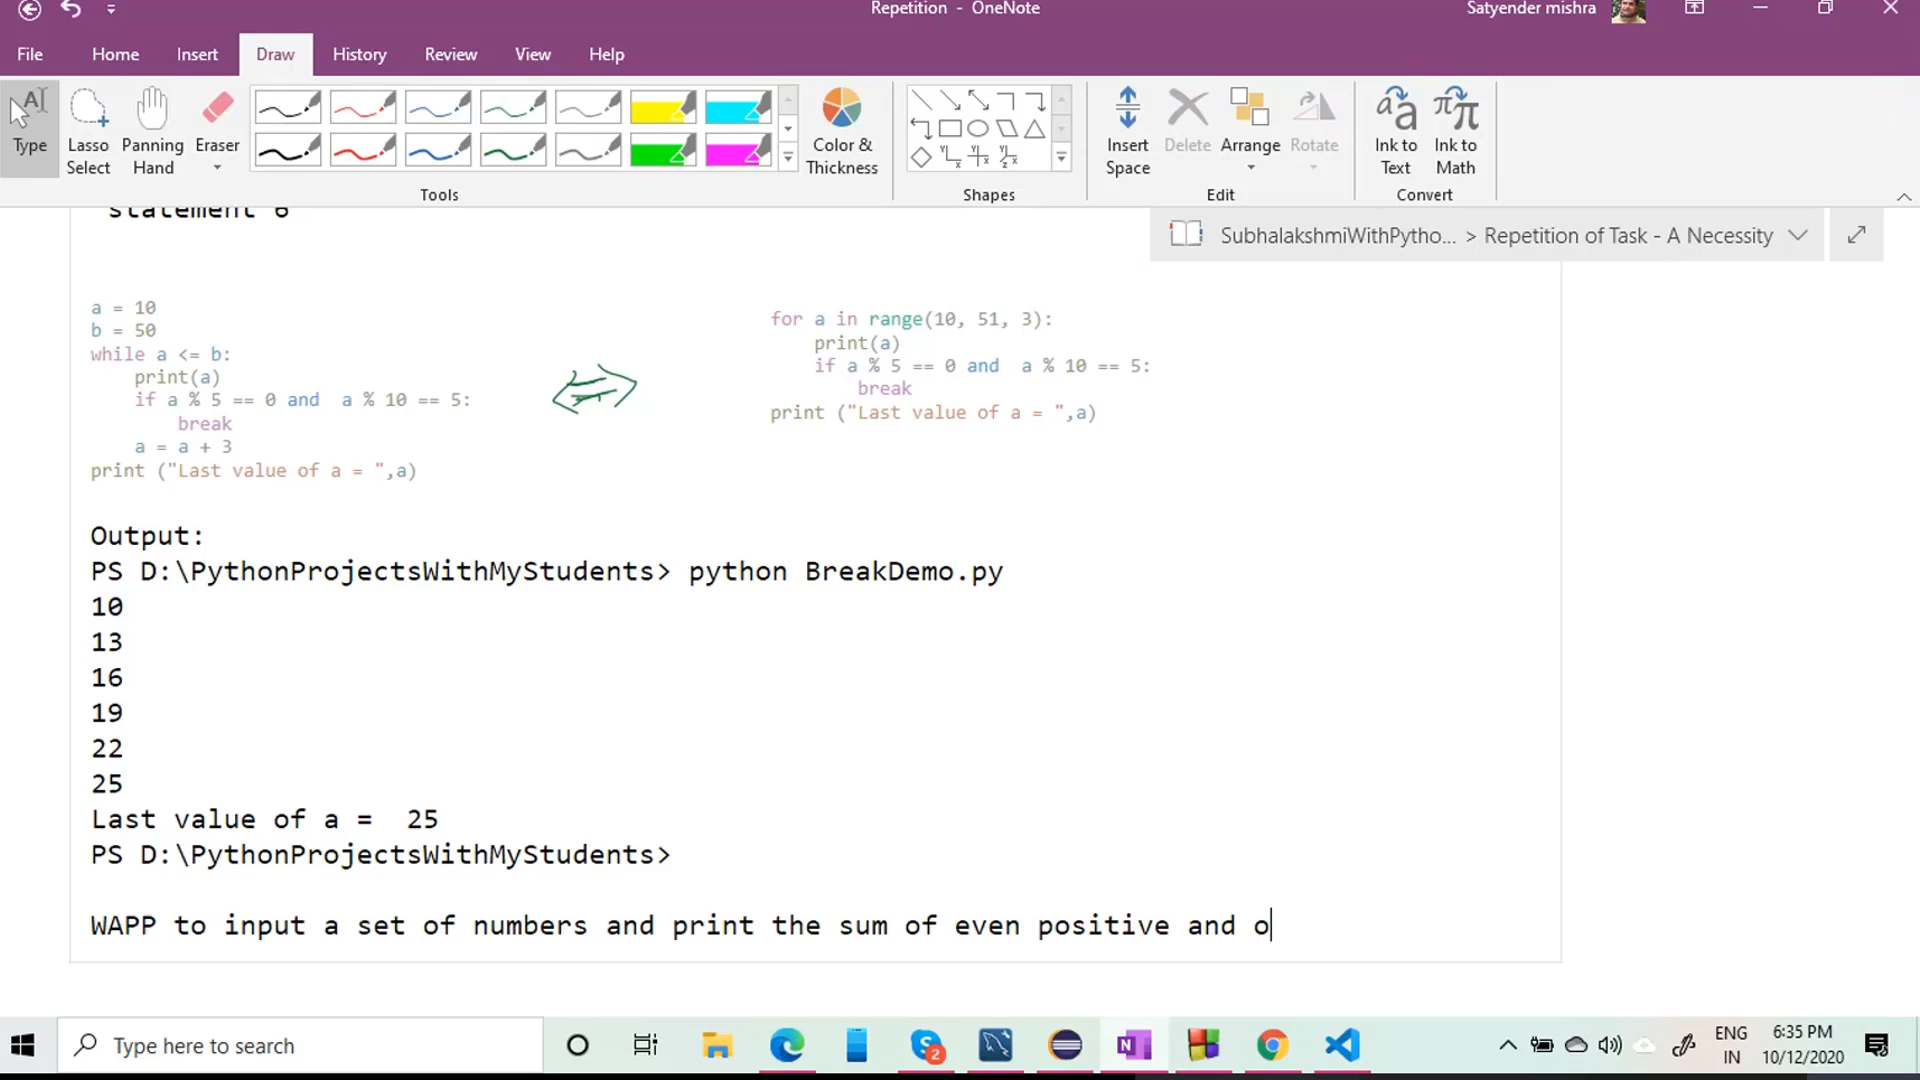 Repetition - OneNote
Satyender mishra
File Home Insert Draw History Review View Help
Type
Lasso Select
Panning Hand
Eraser
Color & Thickness
Insert Space
Delete
Arrange
Rotate
Ink to Text
Ink to Math
Tools
Shapes
Edit
Convert
statement 6
SubhalakshmiWithPytho... > Repetition of Task - A Necessity
a = 10
b = 50
while a <= b:
print(a)
if a % 5 == 0 and a % 10 == 5:
break
a = a + 3
print ("Last value of a = ",a)
for a in range(10, 51, 3):
print(a)
if a % 5 == 0 and a % 10 == 5:
break
print ("Last value of a = ",a)
Output:
PS D:\PythonProjectsWithMyStudents> python BreakDemo.py
10
13
16
19
22
25
Last value of a = 25
PS D:\PythonProjectsWithMyStudents>
WAPP to input a set of numbers and print the sum of even positive and o
Type here to search
2
N
ENG
IN
6:35 PM
10/12/2020